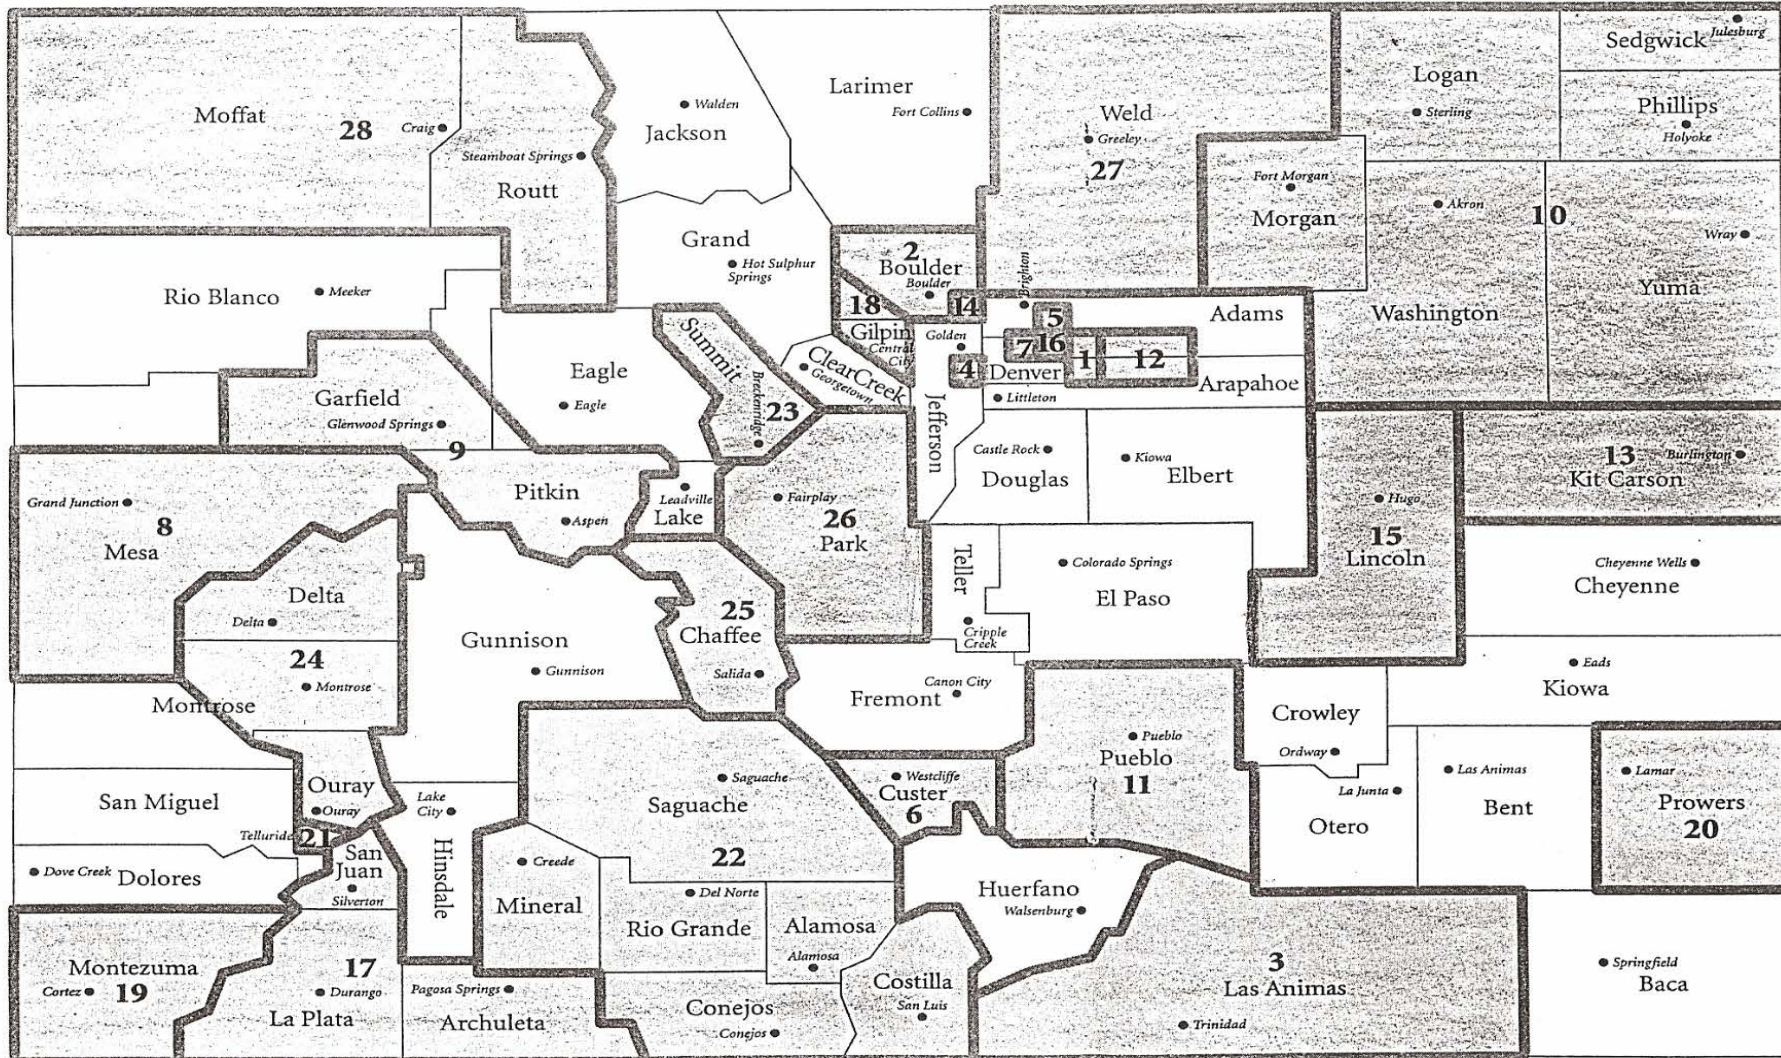 Moffat
28
Craig
Steamboat Springs
Routt
Walden
Jackson
Larimer
Fort Collins
Weld
Greeley
27
Logan
Sterling
Sedgwick
Julesburg
Phillips
Holyoke
Fort Morgan
Morgan
Akron
10
Wray
Yuma
Washington
Rio Blanco
Meeker
Grand
Hot Sulphur
Springs
2
Boulder
Boulder
18
14
Gilpin
Central
City
Brighton
5
Adams
Golden
7
16
1
12
4
Denver
Arapahoe
Littleton
Garfield
Glenwood Springs
9
Eagle
Eagle
Summit
Breckenridge
23
Clear Creek
Georgetown
Jefferson
Castle Rock
Douglas
Kiowa
Elbert
13
Burlington
Kit Carson
Grand Junction
8
Mesa
Pitkin
Aspen
Leadville
Lake
Fairplay
26
Park
Hugo
15
Lincoln
Teller
Cripple
Creek
Colorado Springs
El Paso
Cheyenne Wells
Cheyenne
Delta
Delta
24
Montrose
Montrose
Gunnison
Gunnison
25
Chaffee
Salida
Canon City
Fremont
Eads
Kiowa
Crowley
Ordway
Pueblo
Pueblo
11
San Miguel
Ouray
Ouray
Telluride
21
Lake
City
Saguache
Saguache
22
Westcliffe
Custer
6
La Junta
Otero
Las Animas
Bent
Lamar
Prowers
20
Dove Creek
Dolores
San
Juan
Silverton
Hinsdale
Creede
Mineral
Del Norte
Rio Grande
Alamosa
Alamosa
Huerfano
Walsenburg
Montezuma
Cortez
19
17
Durango
La Plata
Pagosa Springs
Archuleta
Conejos
Conejos
Costilla
San Luis
3
Las Animas
Trinidad
Springfield
Baca